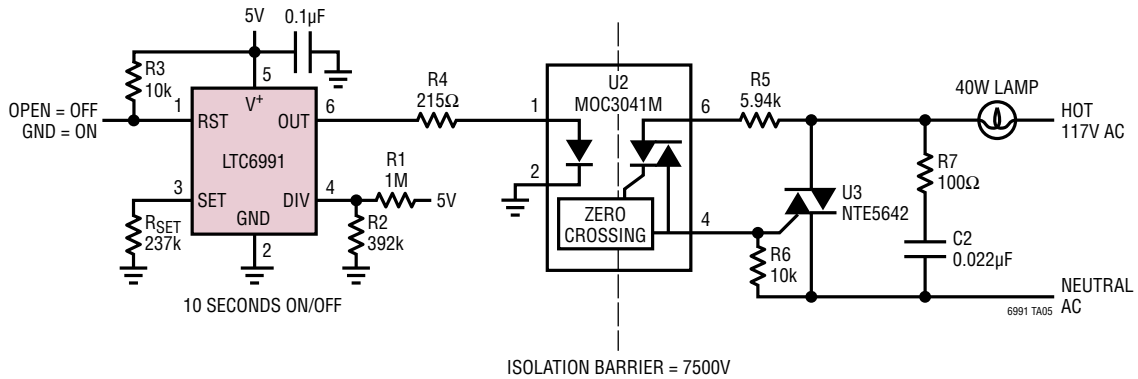 5V
0.1µF
R3
10k
5
V+
1
RST
OUT
6
OPEN = OFF
GND = ON
LTC6991
3
SET
DIV
4
GND
2
RSET
237k
R1
1M
5V
R2
392k
10 SECONDS ON/OFF
R4
215Ω
U2
MOC3041M
1
2
6
4
ZERO
CROSSING
R5
5.94k
40W LAMP
HOT
117V AC
R7
100Ω
U3
NTE5642
R6
10k
C2
0.022µF
NEUTRAL
AC
6991 TA05
ISOLATION BARRIER = 7500V